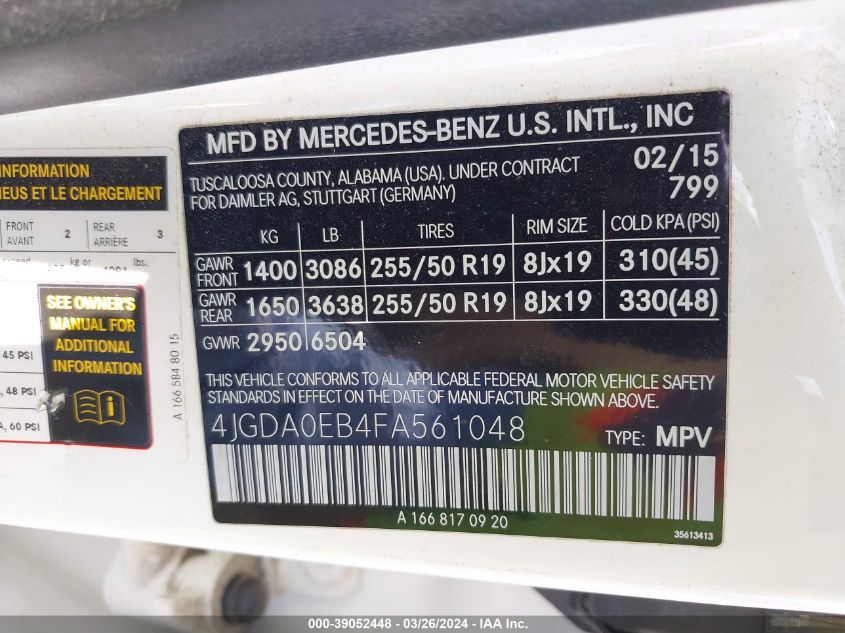 INFORMATION
NEUS ET LE CHARGEMENT
FRONT 2 REAR 3
AVANT ARRIÈRE
kg or lbs.
SEE OWNER'S
MANUAL FOR
ADDITIONAL
INFORMATION
45 PSI
, 48 PSI
A, 60 PSI
A 166 584 80 15
MFD BY MERCEDES-BENZ U.S. INTL., INC
TUSCALOOSA COUNTY, ALABAMA (USA). UNDER CONTRACT 02/15
FOR DAIMLER AG, STUTTGART (GERMANY) 799
KG LB TIRES RIM SIZE COLD KPA (PSI)
GAWR FRONT 1400 3086 255/50 R19 8Jx19 310(45)
GAWR REAR 1650 3638 255/50 R19 8Jx19 330(48)
GVWR 2950 6504
THIS VEHICLE CONFORMS TO ALL APPLICABLE FEDERAL MOTOR VEHICLE SAFETY
STANDARDS IN EFFECT ON THE DATE OF MANUFACTURE SHOWN ABOVE.
4JGDA0EB4FA561048 TYPE: MPV
A 166 817 09 20
35613413
000-39052448 - 03/26/2024 - IAA Inc.